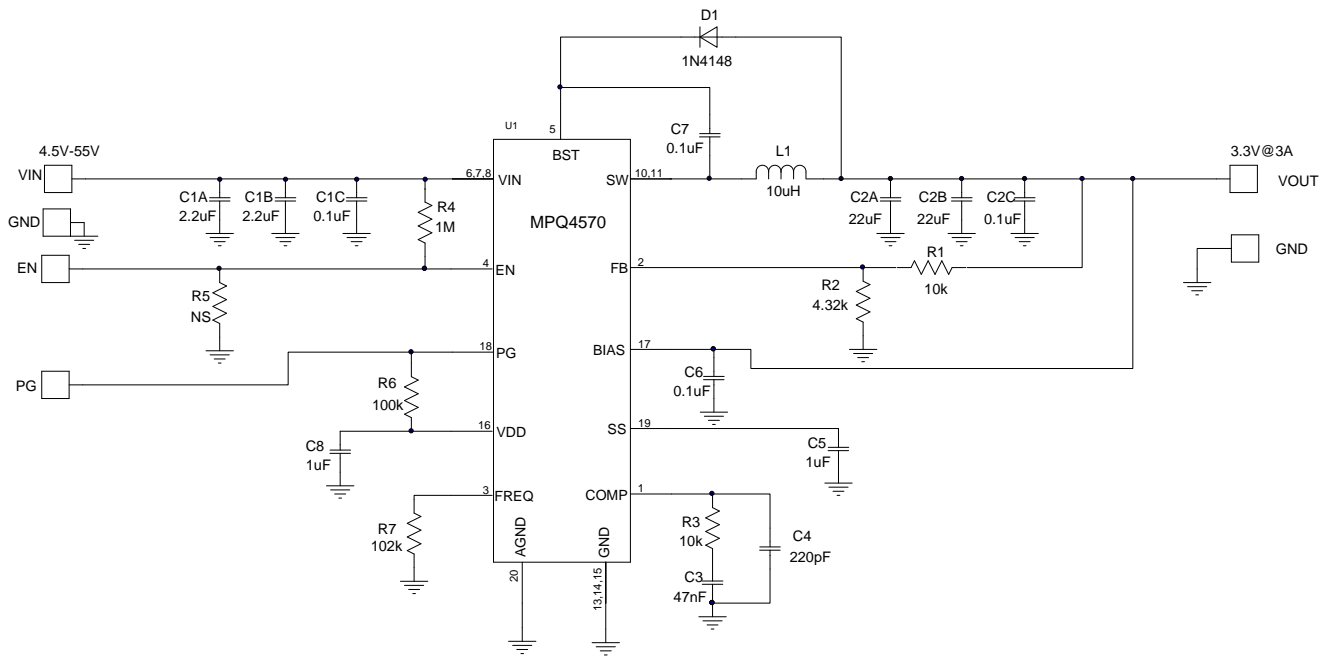 D1
1N4148
U1
5
BST
C7
0.1uF
L1
10uH
4.5V-55V
VIN
C1A
2.2uF
C1B
2.2uF
C1C
0.1uF
6,7,8
VIN
SW
10,11
MPQ4570
C2A
22uF
C2B
22uF
C2C
0.1uF
3.3V@3A
VOUT
R4
1M
GND
GND
EN
4
EN
FB
2
R1
10k
R5
NS
R2
4.32k
PG
18
PG
BIAS
17
R6
100k
C6
0.1uF
16
VDD
SS
19
C8
1uF
C5
1uF
3
FREQ
COMP
1
R7
102k
R3
10k
C4
220pF
C3
47nF
AGND
GND
20
13,14,15